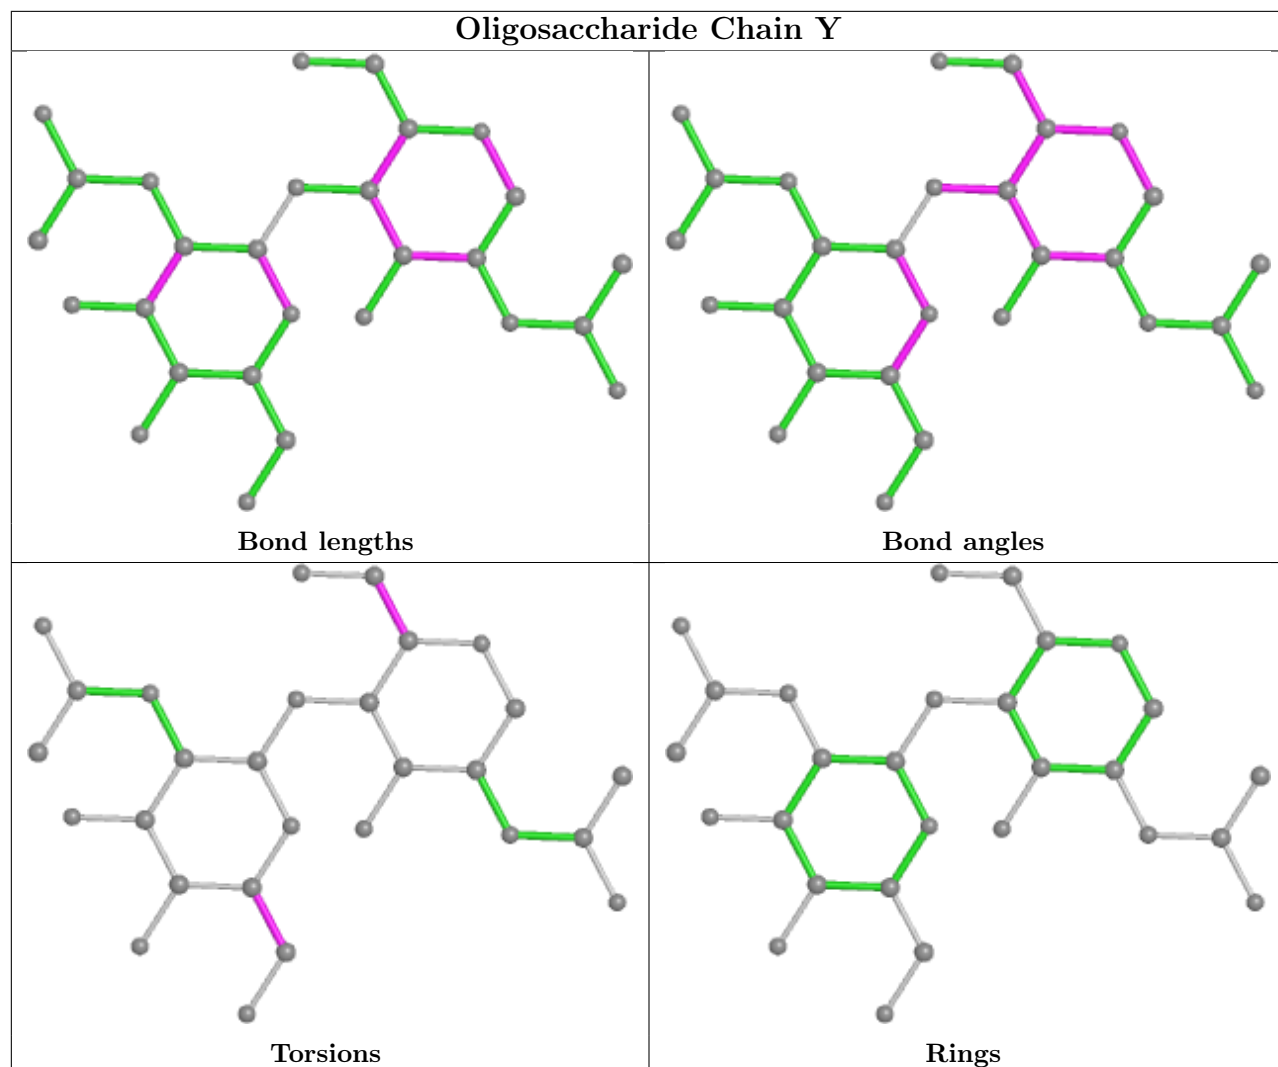 Oligosaccharide Chain Y
Bond lengths
Bond angles
Torsions
Rings